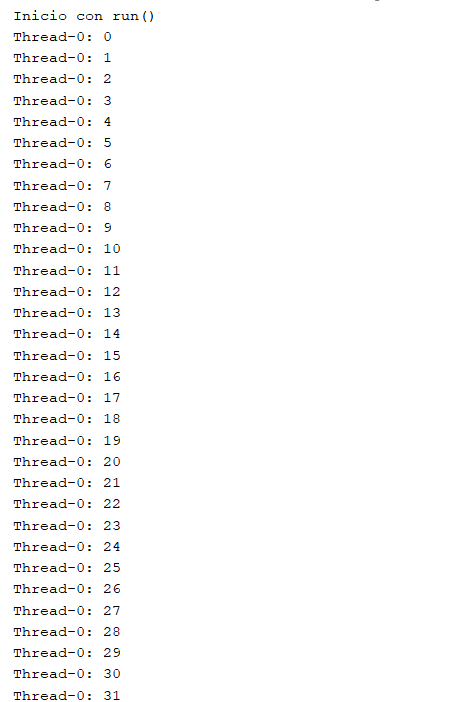 Inicio con run()
Thread-0: 0
Thread-0: 1
Thread-0: 2
Thread-0: 3
Thread-0: 4
Thread-0: 5
Thread-0: 6
Thread-0: 7
Thread-0: 8
Thread-0: 9
Thread-0: 10
Thread-0: 11
Thread-0: 12
Thread-0: 13
Thread-0: 14
Thread-0: 15
Thread-0: 16
Thread-0: 17
Thread-0: 18
Thread-0: 19
Thread-0: 20
Thread-0: 21
Thread-0: 22
Thread-0: 23
Thread-0: 24
Thread-0: 25
Thread-0: 26
Thread-0: 27
Thread-0: 28
Thread-0: 29
Thread-0: 30
Thread-0: 31